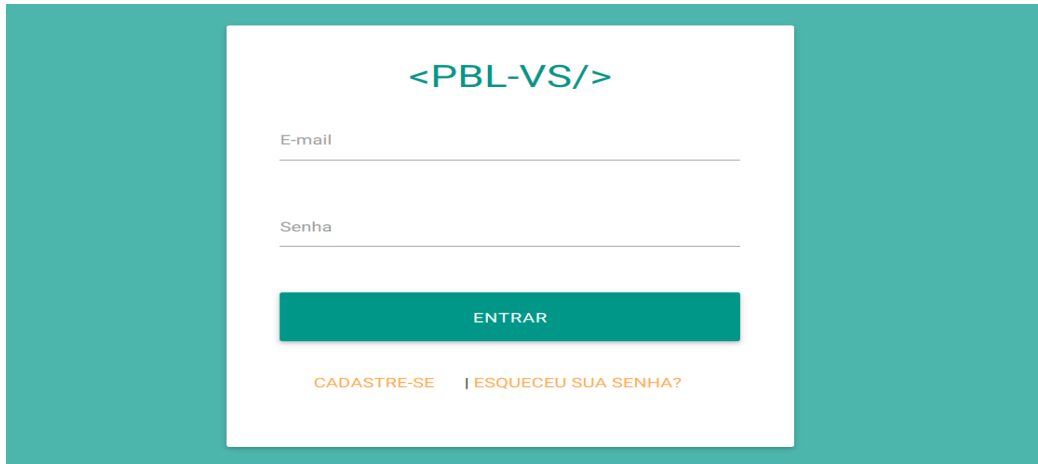 <PBL-VS/>
E-mail
Senha
ENTRAR
CADASTRE-SE | ESQUECEU SUA SENHA?